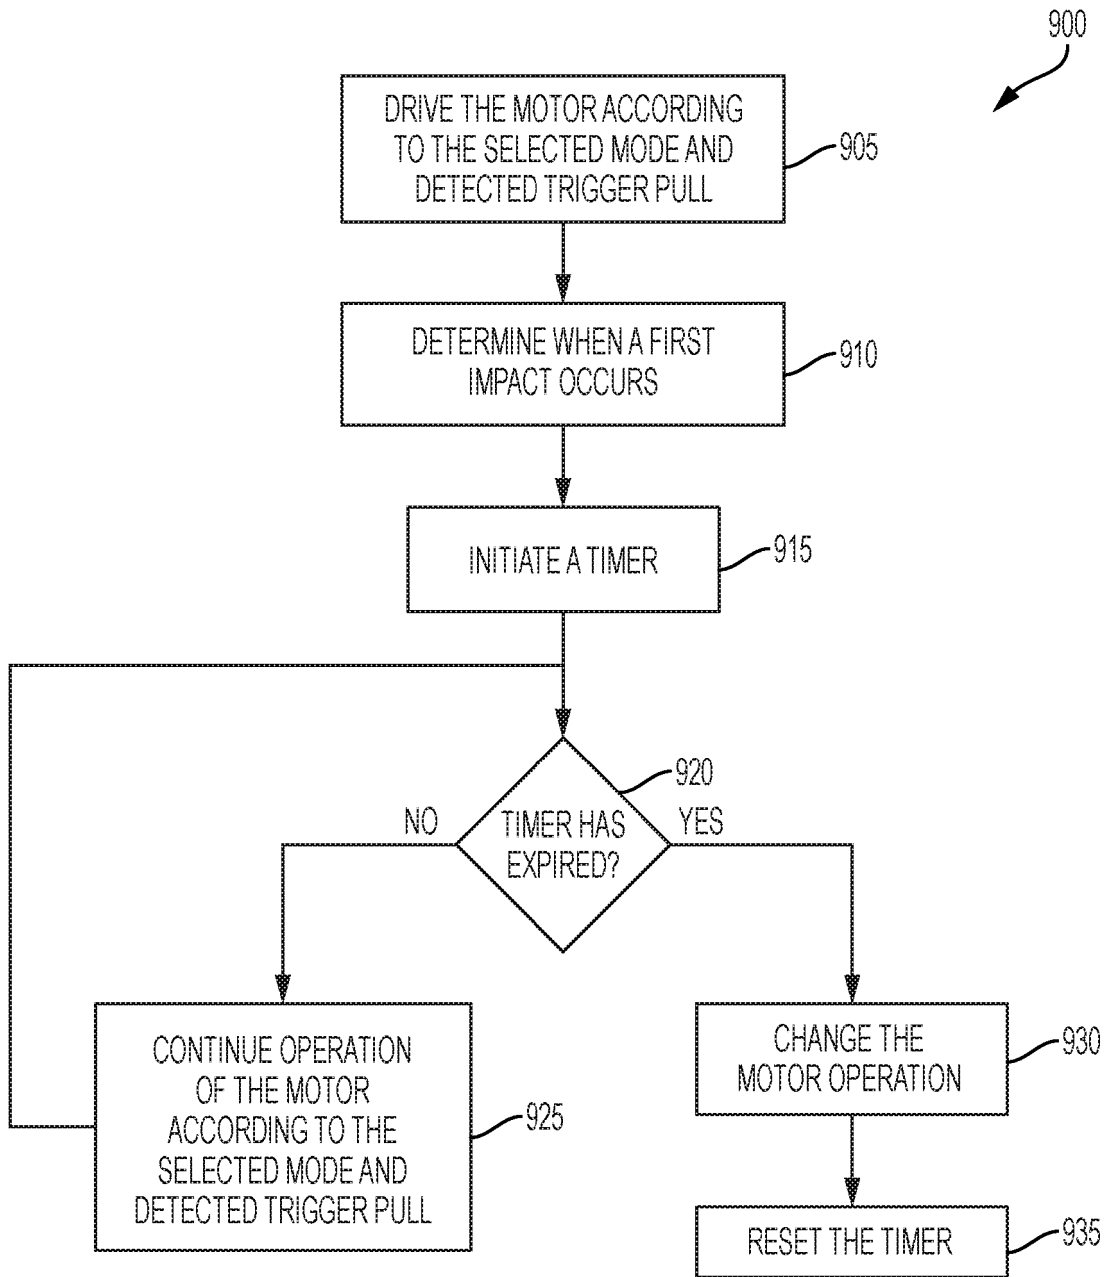 900
DRIVE THE MOTOR ACCORDING
TO THE SELECTED MODE AND
DETECTED TRIGGER PULL
905
DETERMINE WHEN A FIRST
IMPACT OCCURS
910
INITIATE A TIMER
915
920
NO
TIMER HAS
EXPIRED?
YES
CONTINUE OPERATION
OF THE MOTOR
ACCORDING TO THE
SELECTED MODE AND
DETECTED TRIGGER PULL
925
CHANGE THE
MOTOR OPERATION
930
RESET THE TIMER
935